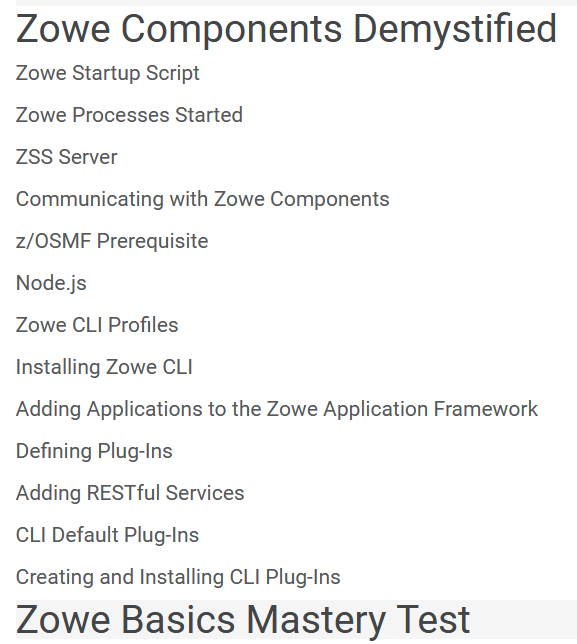 Zowe Components Demystified
Zowe Startup Script
Zowe Processes Started
ZSS Server
Communicating with Zowe Components
z/OSMF Prerequisite
Node.js
Zowe CLI Profiles
Installing Zowe CLI
Adding Applications to the Zowe Application Framework
Defining Plug-Ins
Adding RESTful Services
CLI Default Plug-Ins
Creating and Installing CLI Plug-Ins
Zowe Basics Mastery Test